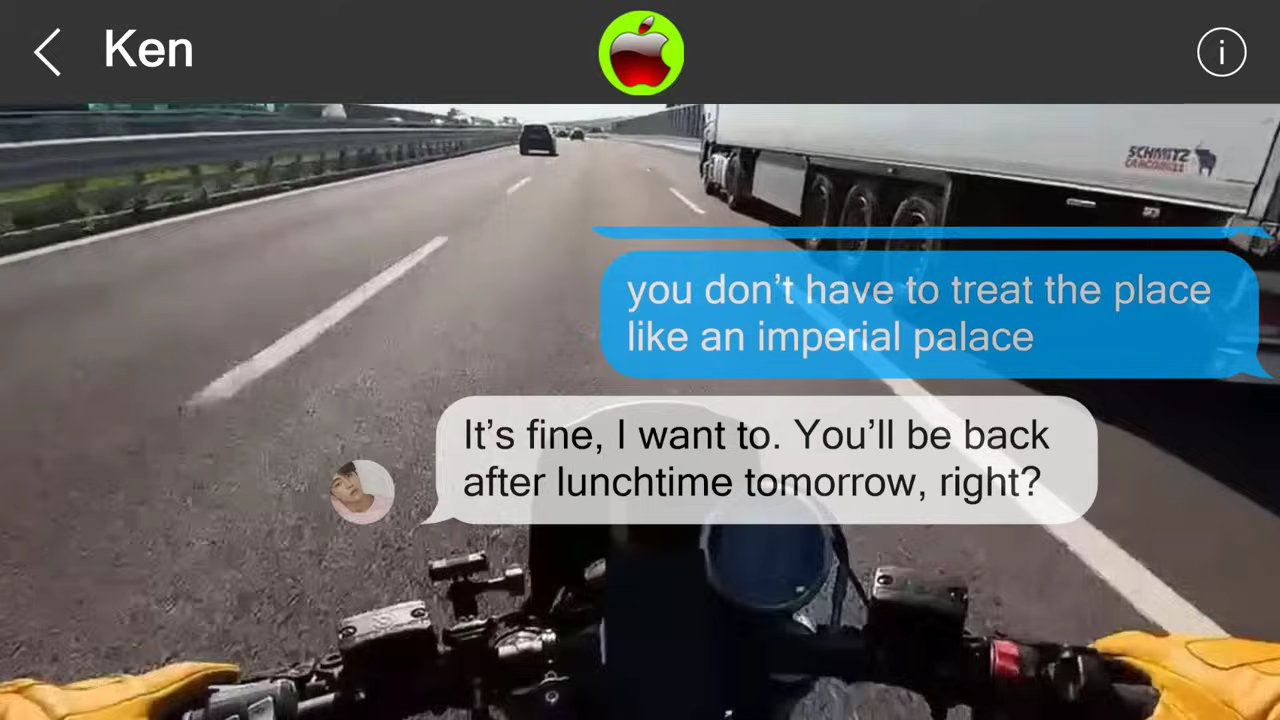 Ken
i
SCHMITZ
CARGOBULL
you don't have to treat the place
like an imperial palace
It's fine, I want to. You'll be back
after lunchtime tomorrow, right?